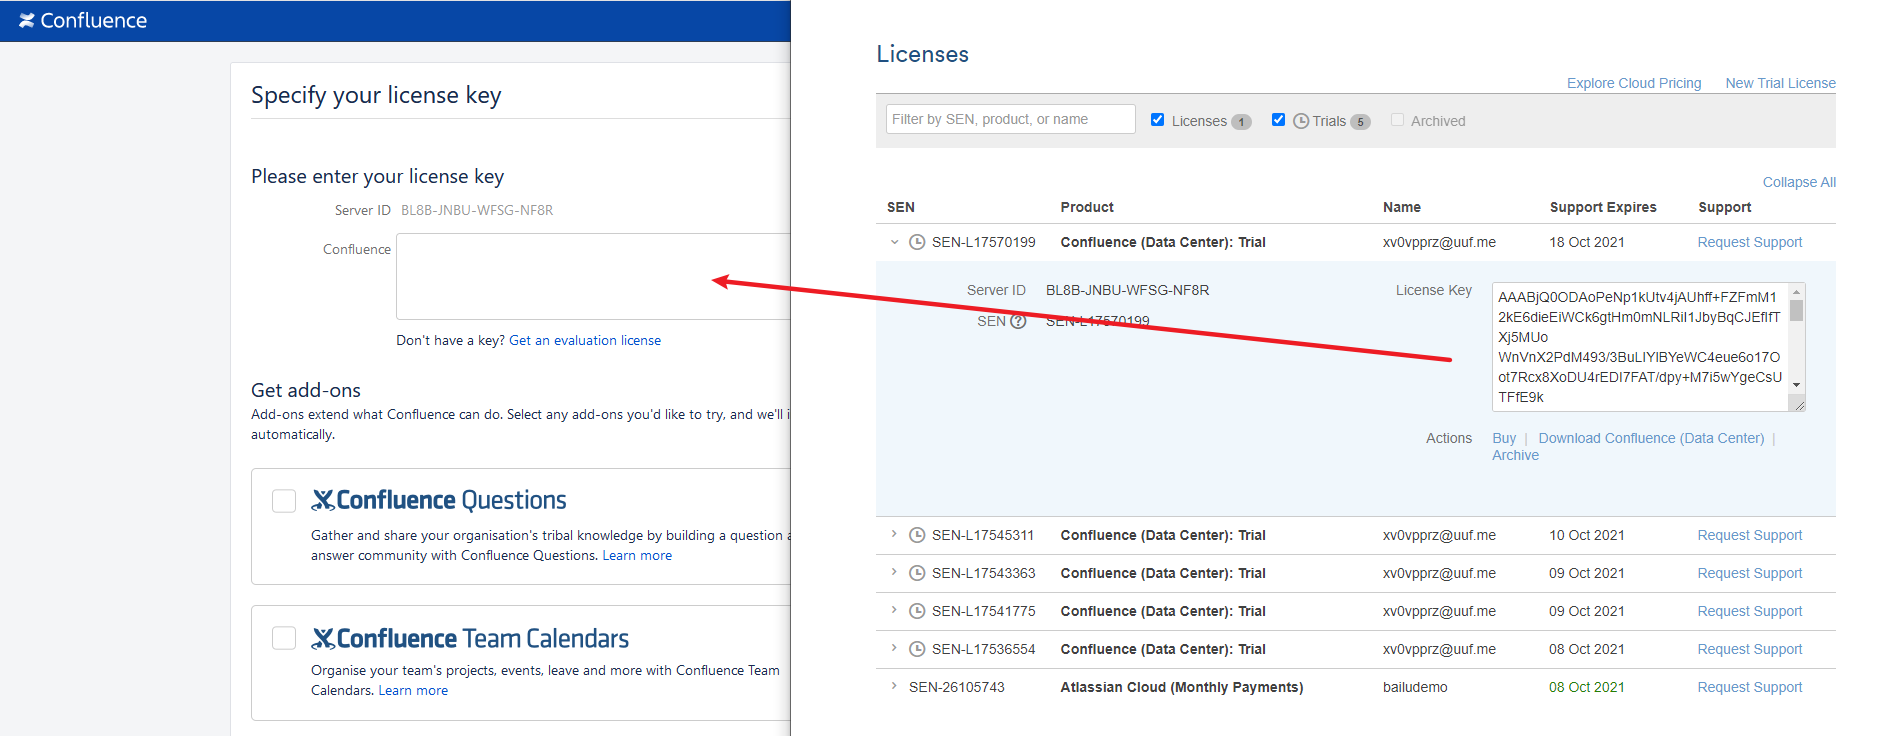 Confluence
Specify your license key
Please enter your license key
Server ID BL8B-JNBU-WFSG-NF8R
Confluence
Don't have a key? Get an evaluation license
Get add-ons
Add-ons extend what Confluence can do. Select any add-ons you'd like to try, and we'll i
automatically.
Confluence Questions
Gather and share your organisation's tribal knowledge by building a question a
answer community with Confluence Questions. Learn more
Confluence Team Calendars
Organise your team's projects, events, leave and more with Confluence Team
Calendars. Learn more
Licenses
Explore Cloud Pricing New Trial License
Filter by SEN, product, or name Licenses 1 Trials 5 Archived
Collapse All
SEN Product Name Support Expires Support
SEN-L17570199 Confluence (Data Center): Trial xv0vpprz@uuf.me 18 Oct 2021 Request Support
Server ID BL8B-JNBU-WFSG-NF8R License Key
SEN ? SEN-L17570199
AAABjQ0ODAoPeNp1kUtv4jAUhff+FZFmM1
2kE6dieEiWCk6gtHm0mNLRiI1JbyBqCJEfIfT
Xj5MUo
WnVnX2PdM493/3BuLIYIBYeWC4eue6o17O
ot7Rcx8XoDU4rEDI7FAT/dpy+M7i5wYgeCsU
TFfE9k
Actions Buy | Download Confluence (Data Center) |
Archive
SEN-L17545311 Confluence (Data Center): Trial xv0vpprz@uuf.me 10 Oct 2021 Request Support
SEN-L17543363 Confluence (Data Center): Trial xv0vpprz@uuf.me 09 Oct 2021 Request Support
SEN-L17541775 Confluence (Data Center): Trial xv0vpprz@uuf.me 09 Oct 2021 Request Support
SEN-L17536554 Confluence (Data Center): Trial xv0vpprz@uuf.me 08 Oct 2021 Request Support
SEN-26105743 Atlassian Cloud (Monthly Payments) bailudemo 08 Oct 2021 Request Support